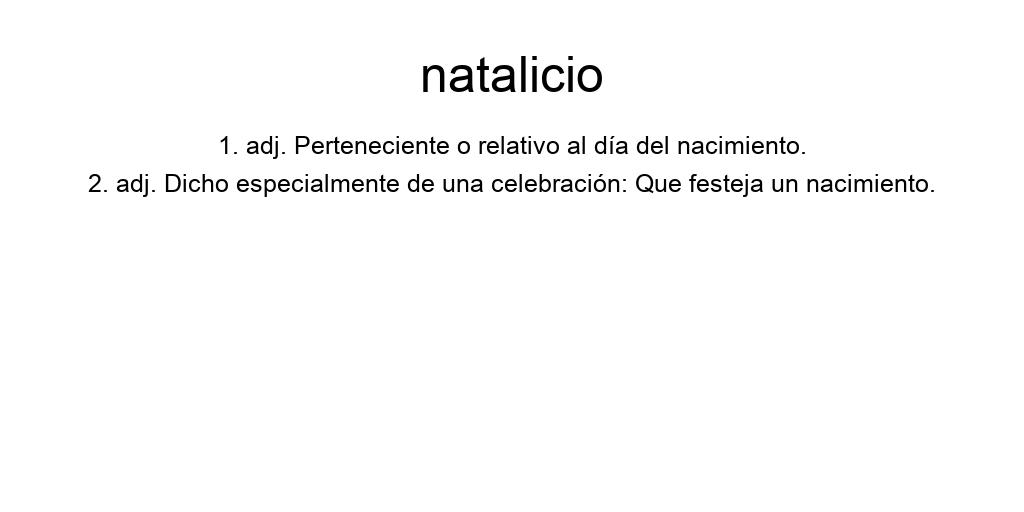 natalicio
1. adj. Perteneciente o relativo al día del nacimiento.
2. adj. Dicho especialmente de una celebración: Que festeja un nacimiento.